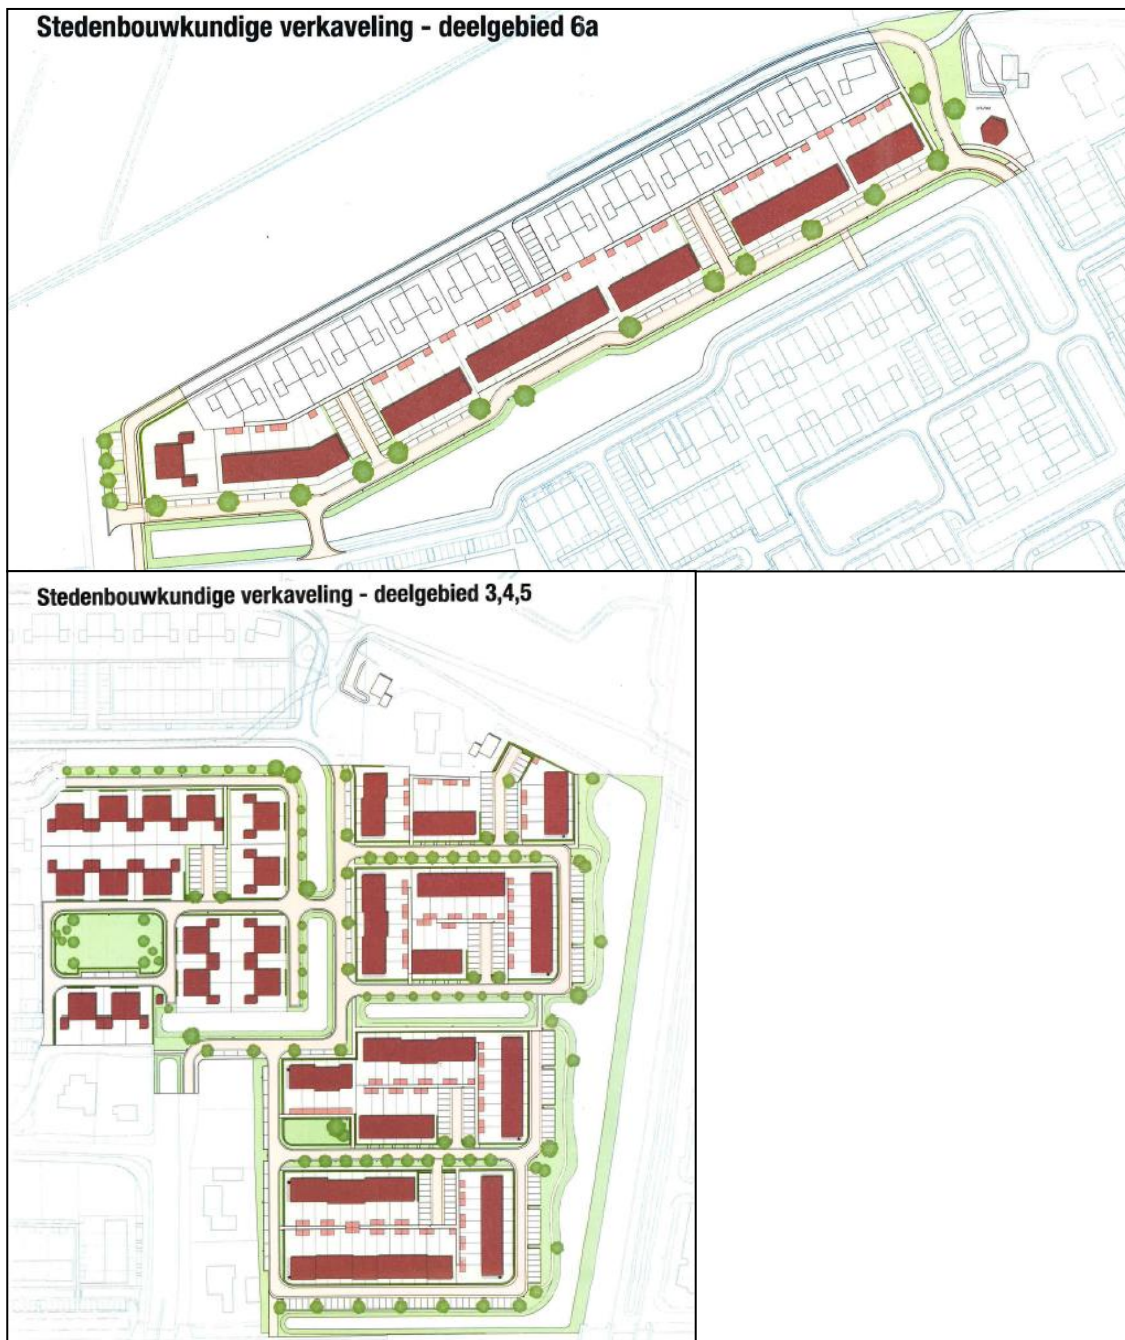 Stedenbouwkundige verkaveling - deelgebied 6a
Stedenbouwkundige verkaveling - deelgebied 3,4,5